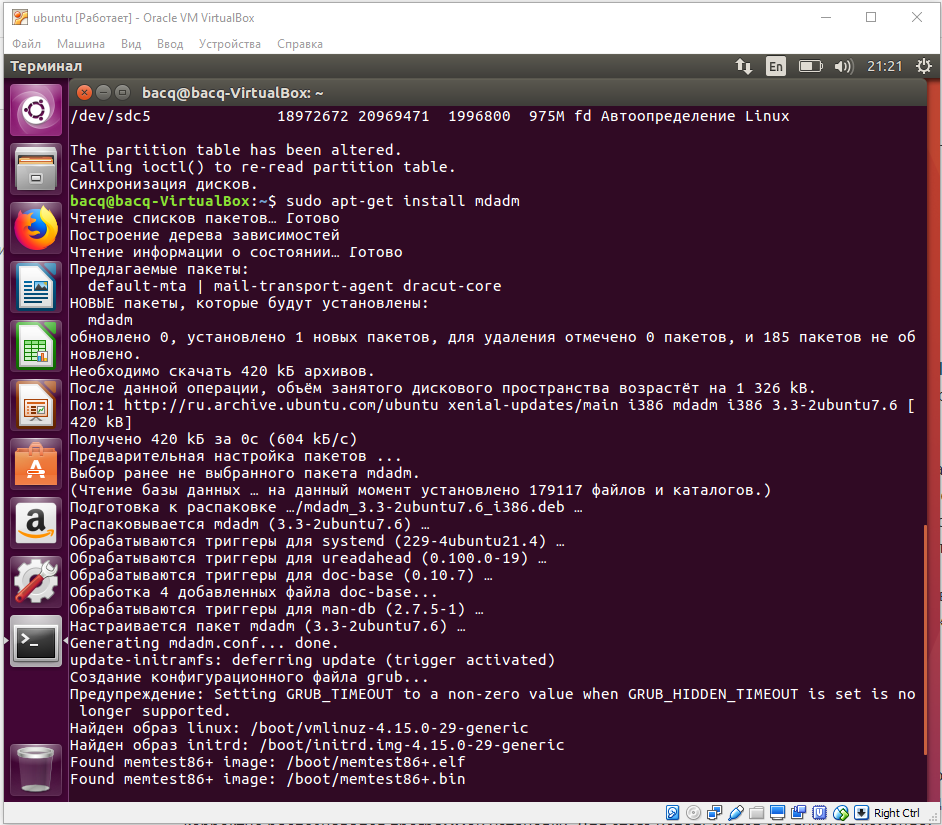 ubuntu [Работает] - Oracle VM VirtualBox
Файл Машина Вид Ввод Устройства Справка
Терминал En 21:21
bacq@bacq-VirtualBox: ~
/dev/sdc5 18972672 20969471 1996800 975M fd Автоопределение Linux
The partition table has been altered.
Calling ioctl() to re-read partition table.
Синхронизация дисков.
bacq@bacq-VirtualBox:~$ sudo apt-get install mdadm
Чтение списков пакетов… Готово
Построение дерева зависимостей
Чтение информации о состоянии… Готово
Предлагаемые пакеты:
default-mta | mail-transport-agent dracut-core
НОВЫЕ пакеты, которые будут установлены:
mdadm
обновлено 0, установлено 1 новых пакетов, для удаления отмечено 0 пакетов, и 185 пакетов не об
новлено.
Необходимо скачать 420 kБ архивов.
После данной операции, объём занятого дискового пространства возрастёт на 1 326 kB.
Пол:1 http://ru.archive.ubuntu.com/ubuntu xenial-updates/main i386 mdadm i386 3.3-2ubuntu7.6 [
420 kB]
Получено 420 kБ за 0с (604 kБ/c)
Предварительная настройка пакетов ...
Выбор ранее не выбранного пакета mdadm.
(Чтение базы данных … на данный момент установлено 179117 файлов и каталогов.)
Подготовка к распаковке …/mdadm_3.3-2ubuntu7.6_i386.deb …
Распаковывается mdadm (3.3-2ubuntu7.6) …
Обрабатываются триггеры для systemd (229-4ubuntu21.4) …
Обрабатываются триггеры для ureadahead (0.100.0-19) …
Обрабатываются триггеры для doc-base (0.10.7) …
Обработка 4 добавленных файла doc-base...
Обрабатываются триггеры для man-db (2.7.5-1) …
Настраивается пакет mdadm (3.3-2ubuntu7.6) …
Generating mdadm.conf... done.
update-initramfs: deferring update (trigger activated)
Создание конфигурационного файла grub...
Предупреждение: Setting GRUB_TIMEOUT to a non-zero value when GRUB_HIDDEN_TIMEOUT is set is no
longer supported.
Найден образ linux: /boot/vmlinuz-4.15.0-29-generic
Найден образ initrd: /boot/initrd.img-4.15.0-29-generic
Found memtest86+ image: /boot/memtest86+.elf
Found memtest86+ image: /boot/memtest86+.bin
Right Ctrl